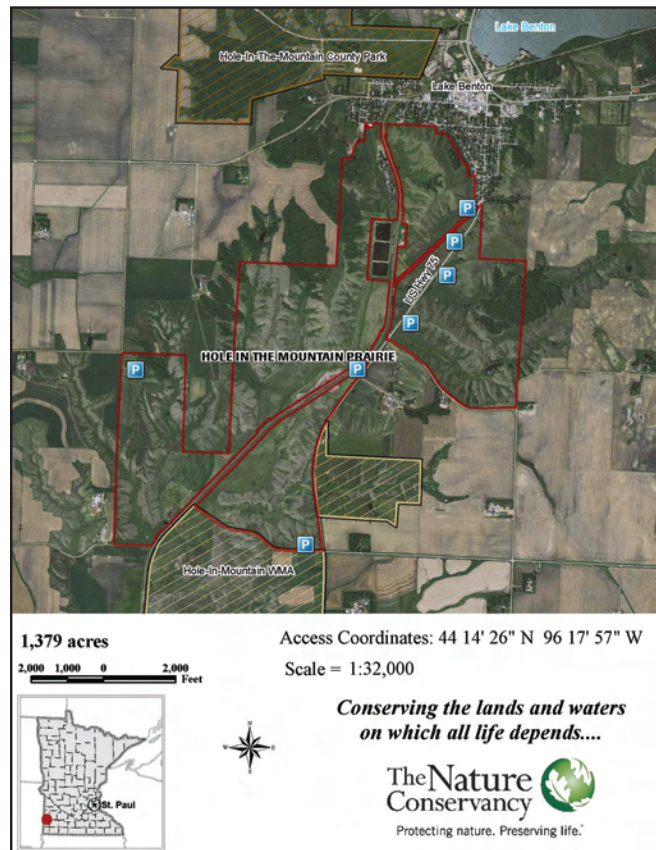 Lake Benton
Hole-In-The-Mountain County Park
Lake Benton
P
P
US Hwy 75
P
P
HOLE IN THE MOUNTAIN PRAIRIE
P
P
P
Hole-In-Mountain WMA
1,379 acres
Access Coordinates: 44 14' 26" N 96 17' 57" W
Scale = 1:32,000
2,000 1,000 0 2,000
Feet
Conserving the lands and waters
on which all life depends....
N
W E
S
St. Paul
The Nature
Conservancy
Protecting nature. Preserving life.™